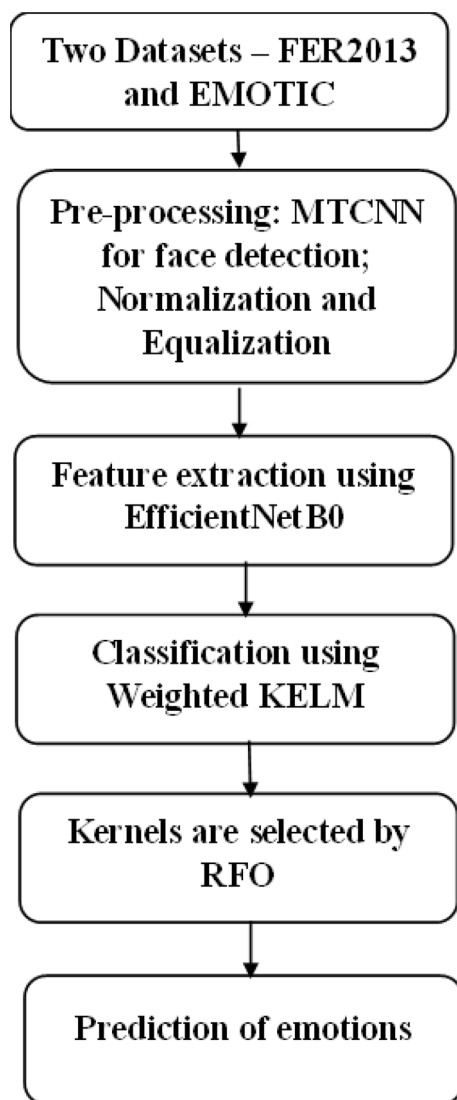 Two Datasets – FER2013
and EMOTIC
Pre-processing: MTCNN
for face detection;
Normalization and
Equalization
Feature extraction using
EfficientNetB0
Classification using
Weighted KELM
Kernels are selected by
RFO
Prediction of emotions